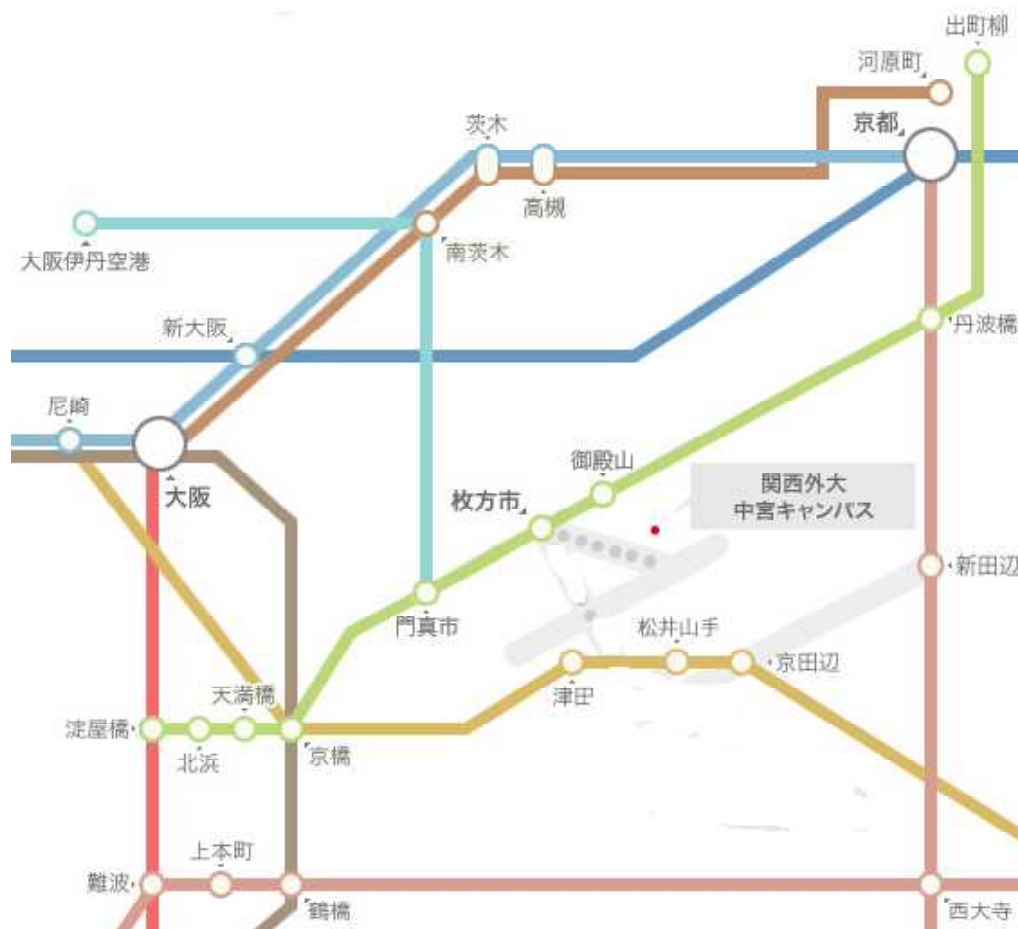 出町柳
河原町
京都
茨木
高槻
大阪伊丹空港
南茨木
新大阪
丹波橋
尼崎
大阪
御殿山
枚方市
関西外大
中宮キャンパス
新田辺
門真市
松井山手
京田辺
津田
天満橋
淀屋橋
北浜
京橋
上本町
難波
鶴橋
西大寺